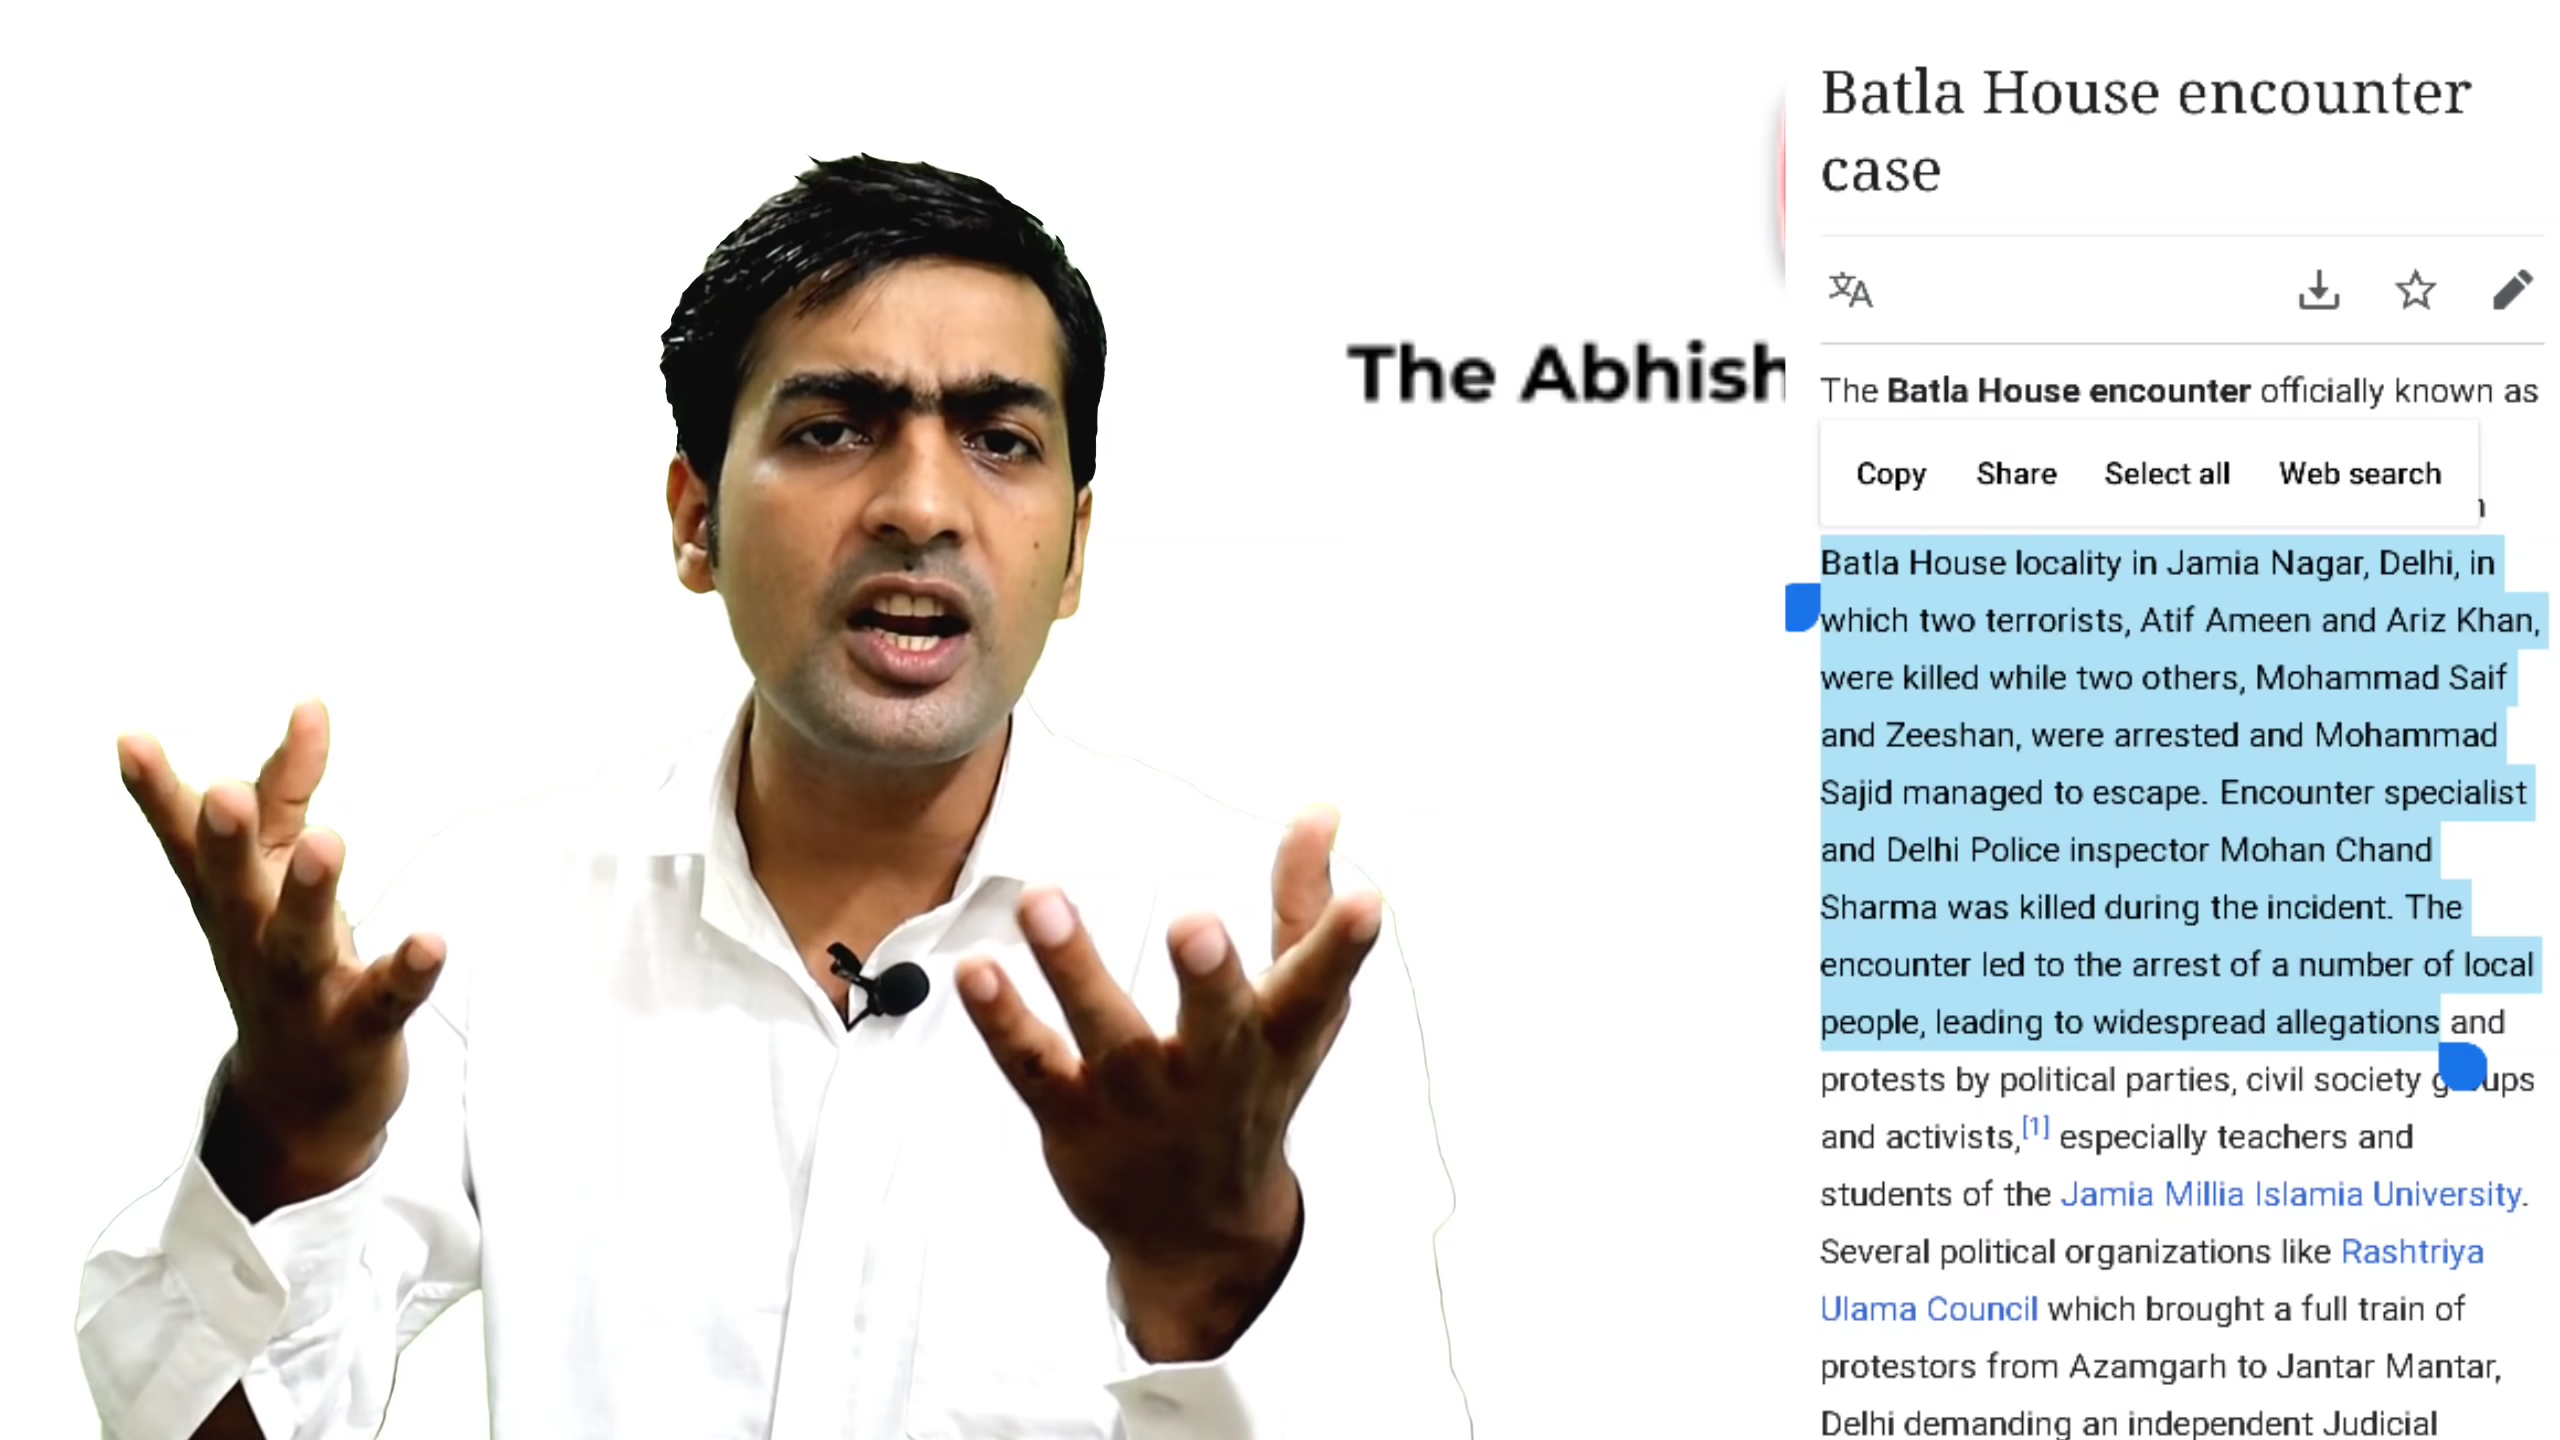 The Abhish
Batla House encounter
case
The Batla House encounter officially known as
Copy Share Select all Web search
Batla House locality in Jamia Nagar, Delhi, in
which two terrorists, Atif Ameen and Ariz Khan,
were killed while two others, Mohammad Saif
and Zeeshan, were arrested and Mohammad
Sajid managed to escape. Encounter specialist
and Delhi Police inspector Mohan Chand
Sharma was killed during the incident. The
encounter led to the arrest of a number of local
people, leading to widespread allegations and
protests by political parties, civil society
and activists,[1] especially teachers and
students of the Jamia Millia Islamia University.
Several political organizations like Rashtriya
Ulama Council which brought a full train of
protestors from Azamgarh to Jantar Mantar,
Delhi demanding an independent Judicial